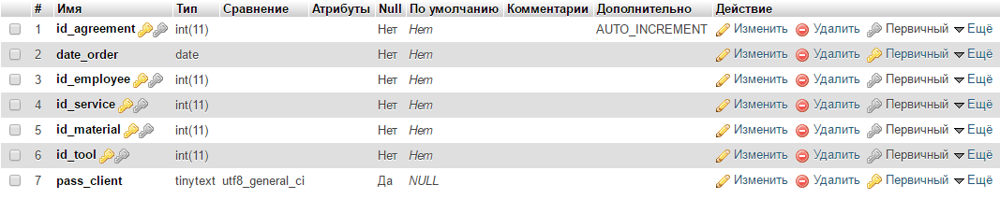 # Имя Тип Сравнение Атрибуты Null По умолчанию Комментарии Дополнительно Действие
1 id_agreement int(11) Нет Нет AUTO_INCREMENT Изменить Удалить Первичный Ещё
2 date_order date Нет Нет Изменить Удалить Первичный Ещё
3 id_employee int(11) Нет Нет Изменить Удалить Первичный Ещё
4 id_service int(11) Нет Нет Изменить Удалить Первичный Ещё
5 id_material int(11) Нет Нет Изменить Удалить Первичный Ещё
6 id_tool int(11) Нет Нет Изменить Удалить Первичный Ещё
7 pass_client tinytext utf8_general_ci Да NULL Изменить Удалить Первичный Ещё